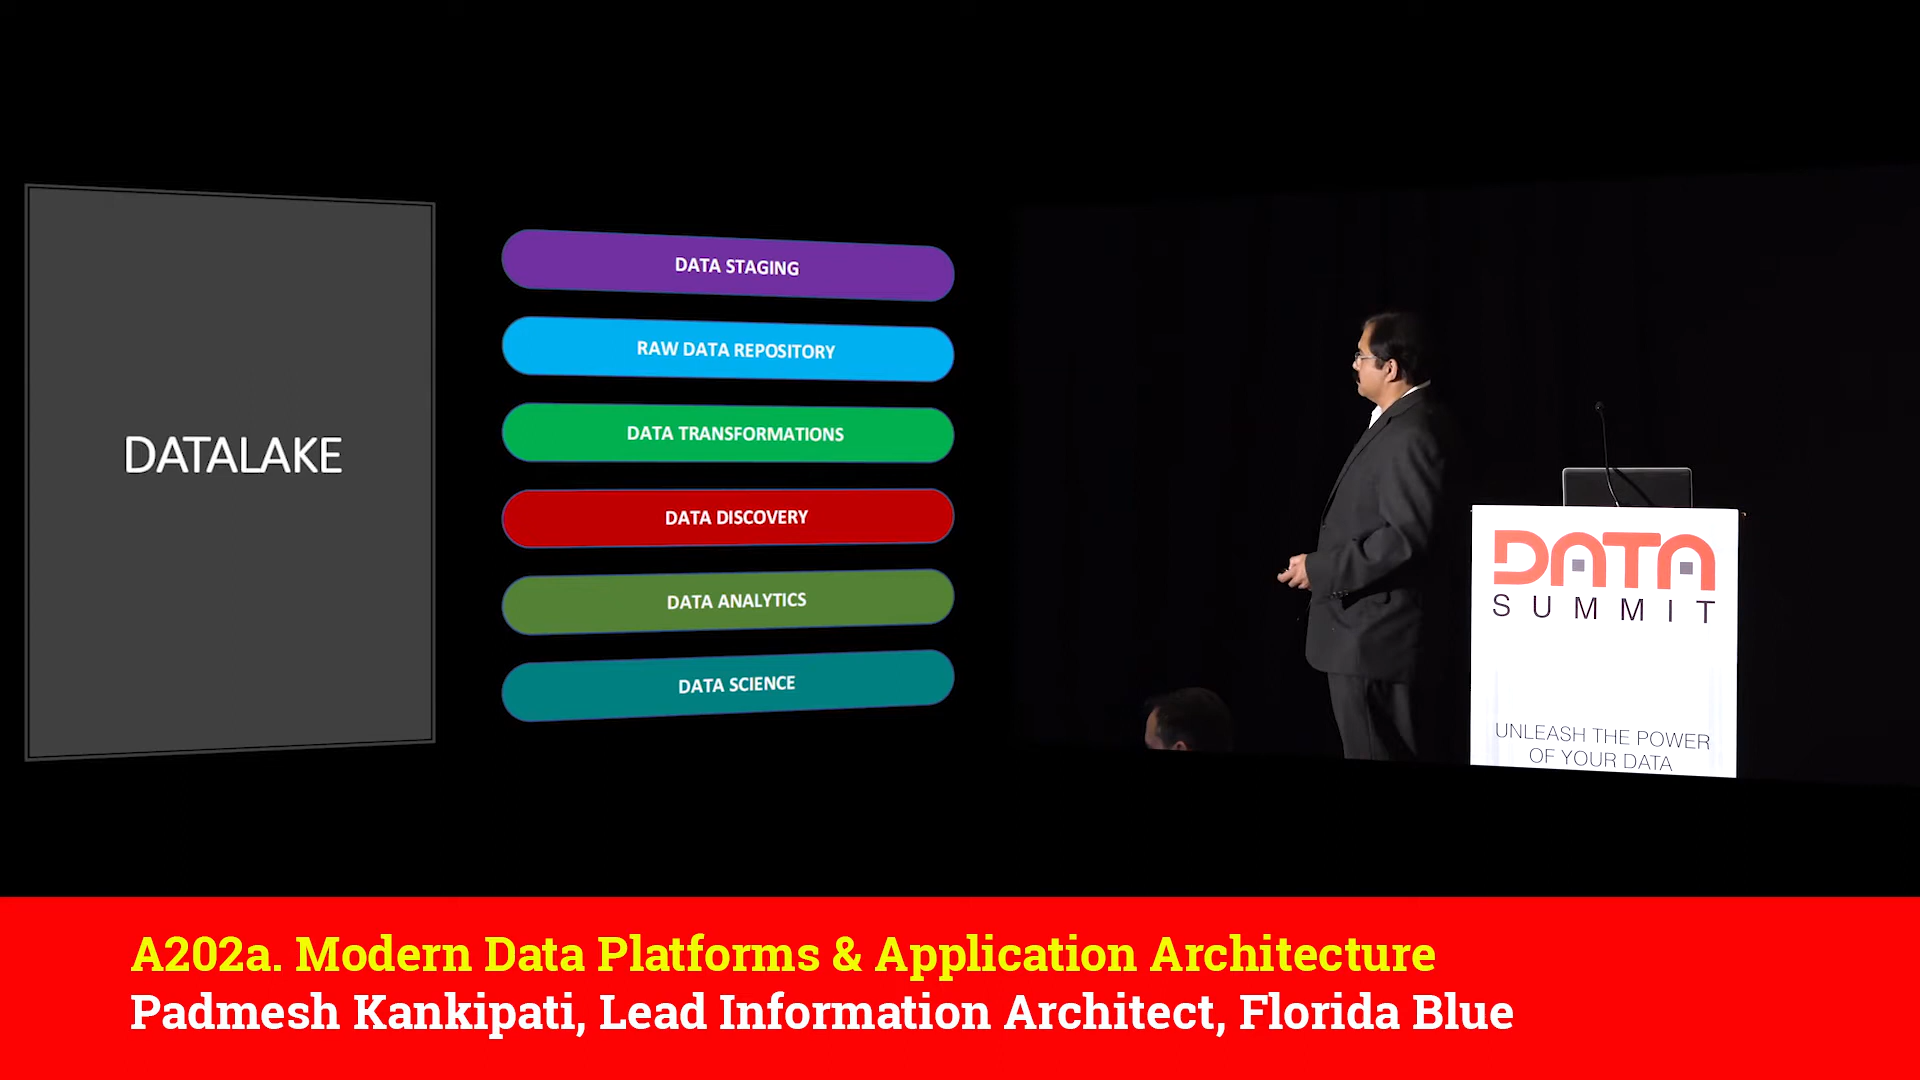 DATALAKE
DATA STAGING
RAW DATA REPOSITORY
DATA TRANSFORMATIONS
DATA DISCOVERY
DATA ANALYTICS
DATA SCIENCE
DATA
SUMMIT
UNLEASH THE POWER
OF YOUR DATA
A202a. Modern Data Platforms & Application Architecture
Padmesh Kankipati, Lead Information Architect, Florida Blue